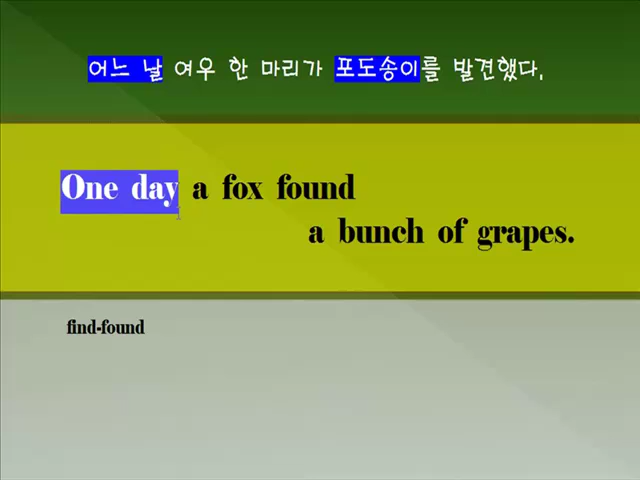 어느 날 여우 한 마리가 포도송이를 발견했다.
One day a fox found
a bunch of grapes.
find-found